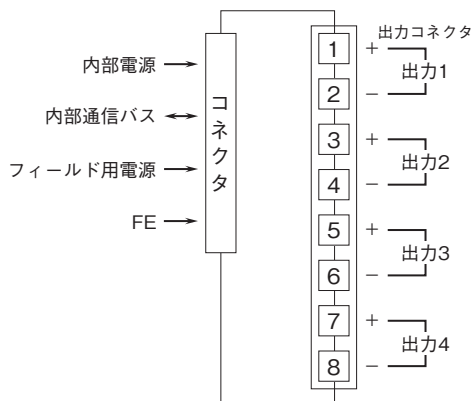 出力コネクタ
内部電源
内部通信バス
フィールド用電源
FE
コネクタ
1 +
出力1
2 −
3 +
出力2
4 −
5 +
出力3
6 −
7 +
出力4
8 −